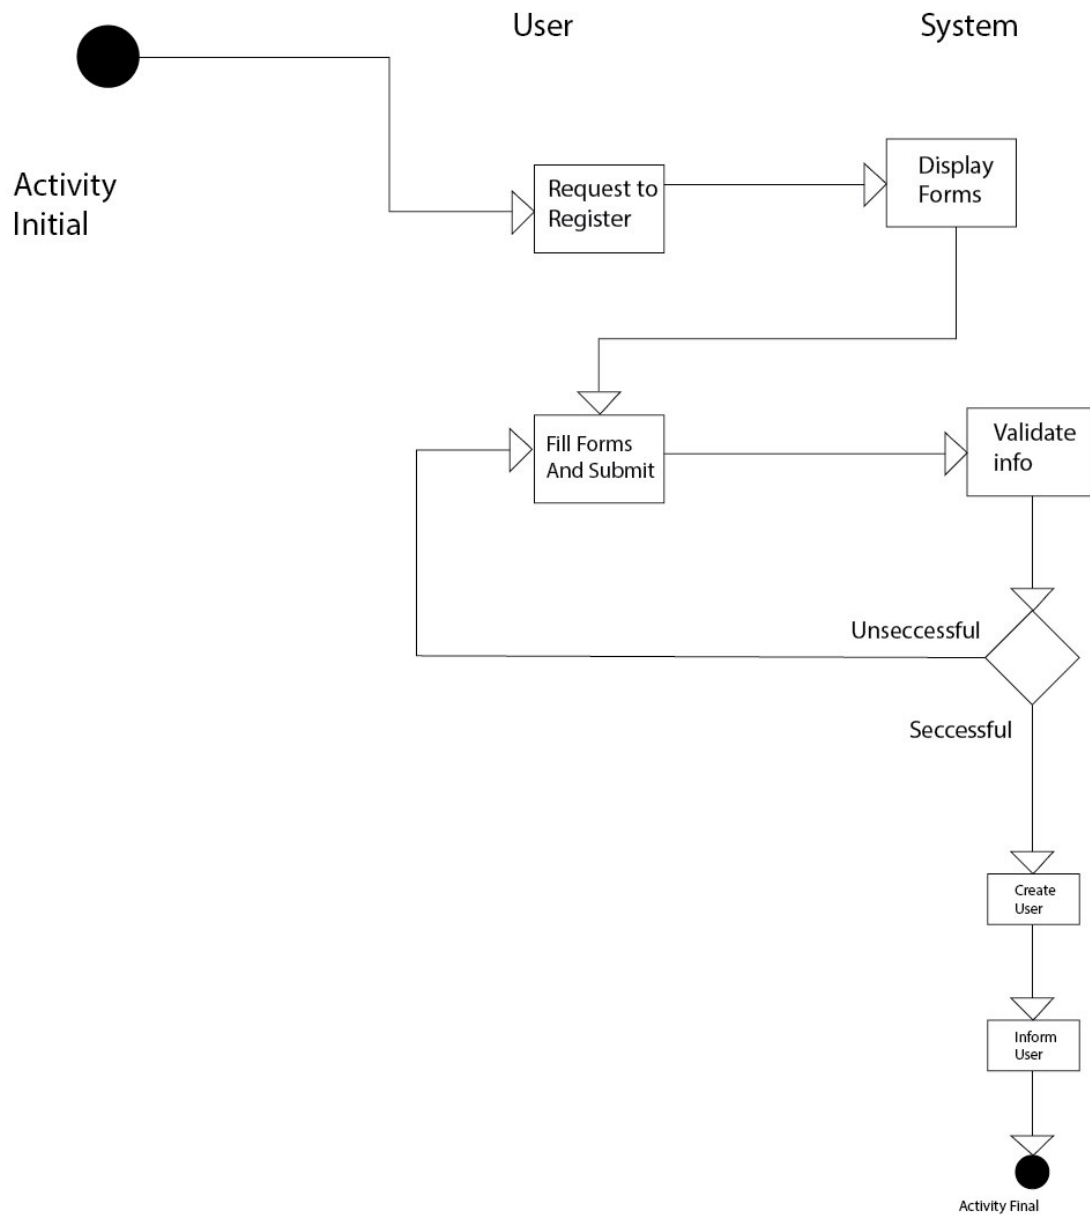 User
System
Activity
Initial
Request to
Register
Display
Forms
Fill Forms
And Submit
Validate
info
Unseccessful
Seccessful
Create
User
Inform
User
Activity Final